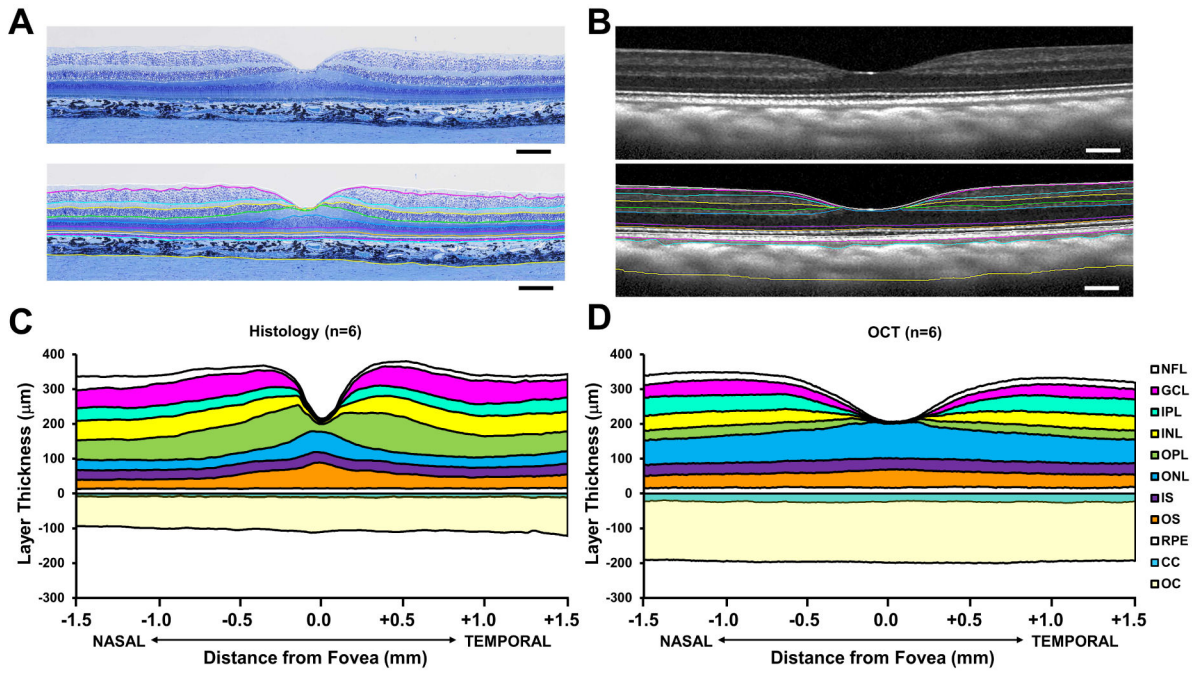 A
B
C
Histology (n=6)
400
300
200
100
0
-100
-200
-300
Layer Thickness (μm)
-1.5 -1.0 -0.5 0.0 +0.5 +1.0 +1.5
NASAL TEMPORAL
Distance from Fovea (mm)
D
OCT (n=6)
400
300
200
100
0
-100
-200
-300
Layer Thickness (μm)
-1.5 -1.0 -0.5 0.0 +0.5 +1.0 +1.5
NASAL TEMPORAL
Distance from Fovea (mm)
NFL
GCL
IPL
INL
OPL
ONL
IS
OS
RPE
CC
OC